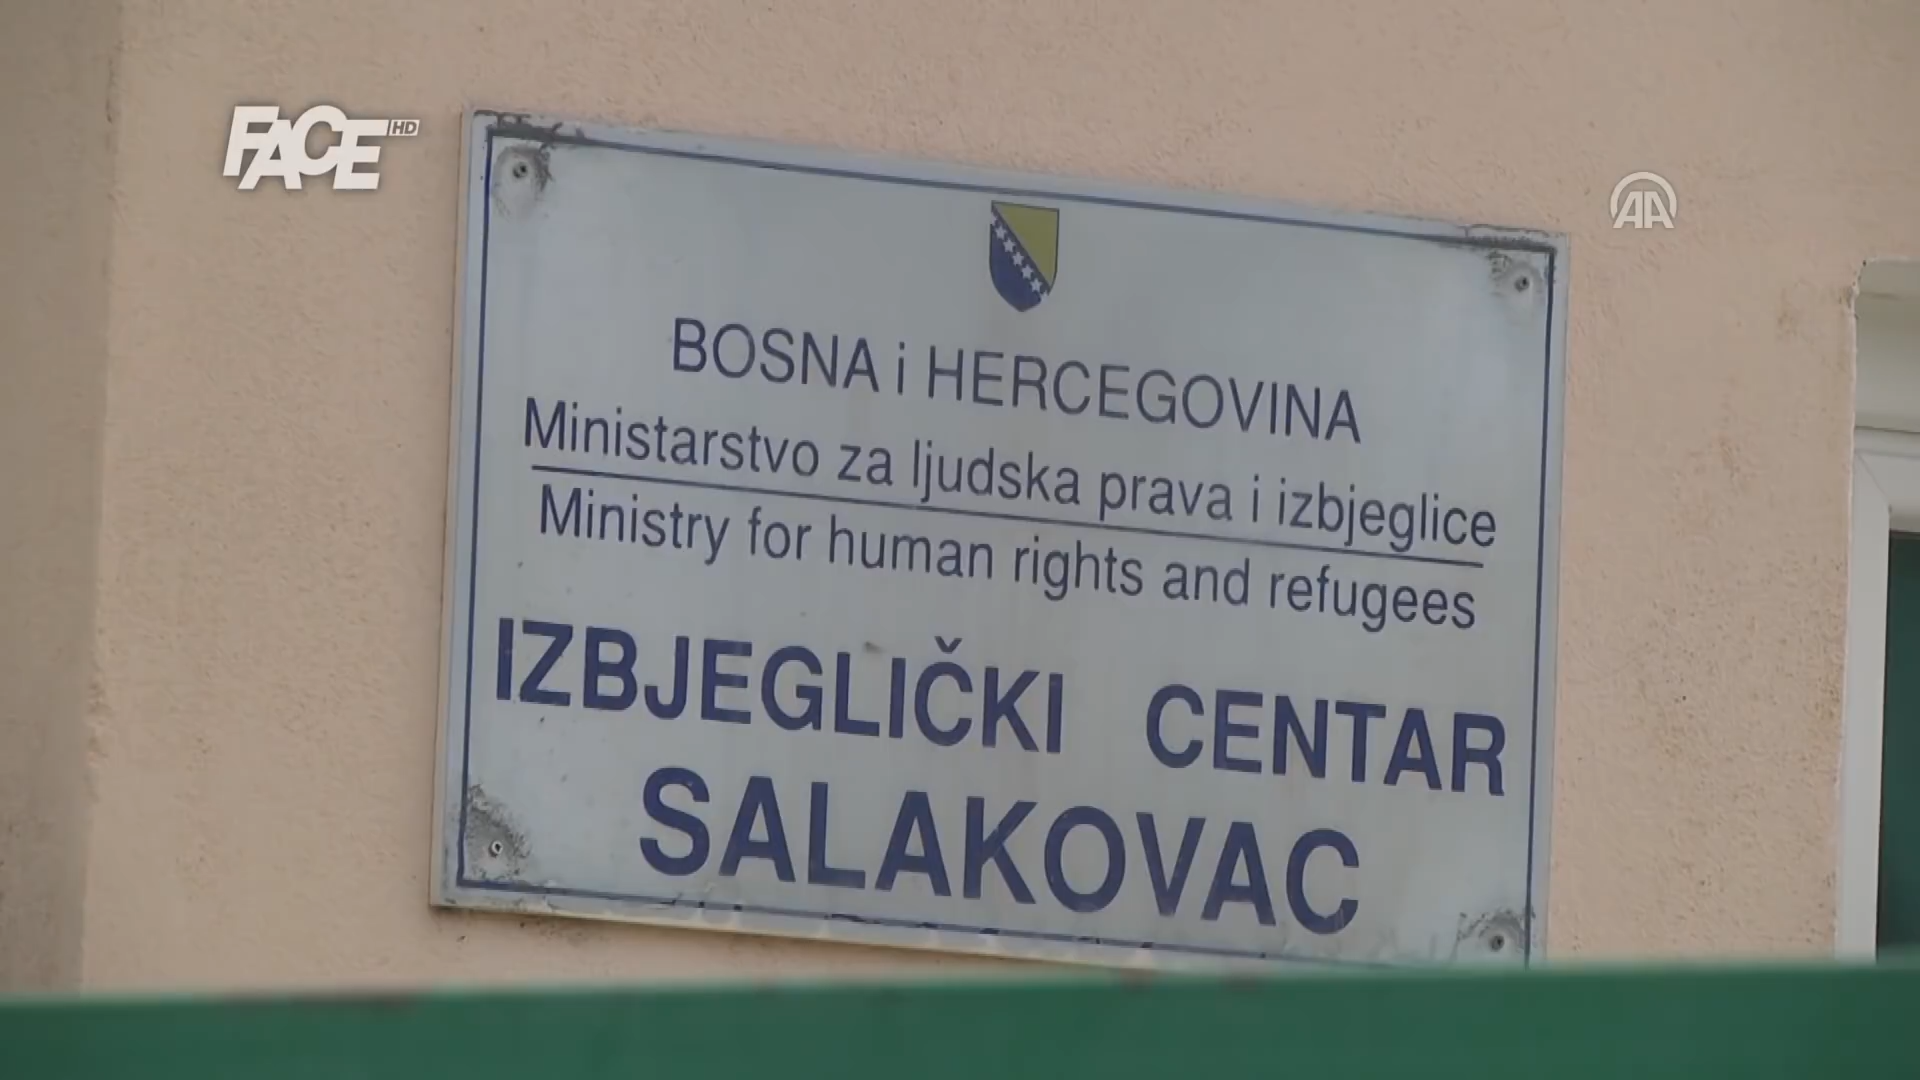 FACE HD
AA
BOSNA i HERCEGOVINA
Ministarstvo za ljudska prava i izbjeglice
Ministry for human rights and refugees
IZBJEGLIČKI CENTAR
SALAKOVAC